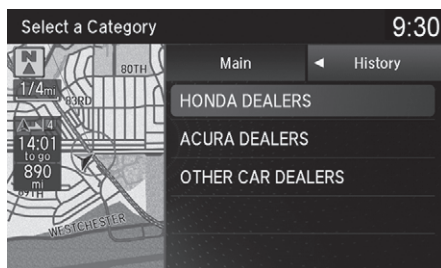 Select a Category
9:30
N
80TH
Main
◄ History
1/4mi
83RD
HONDA DEALERS
4
14:01
to go
ACURA DEALERS
890
mi
OTHER CAR DEALERS
WESTCHESTER